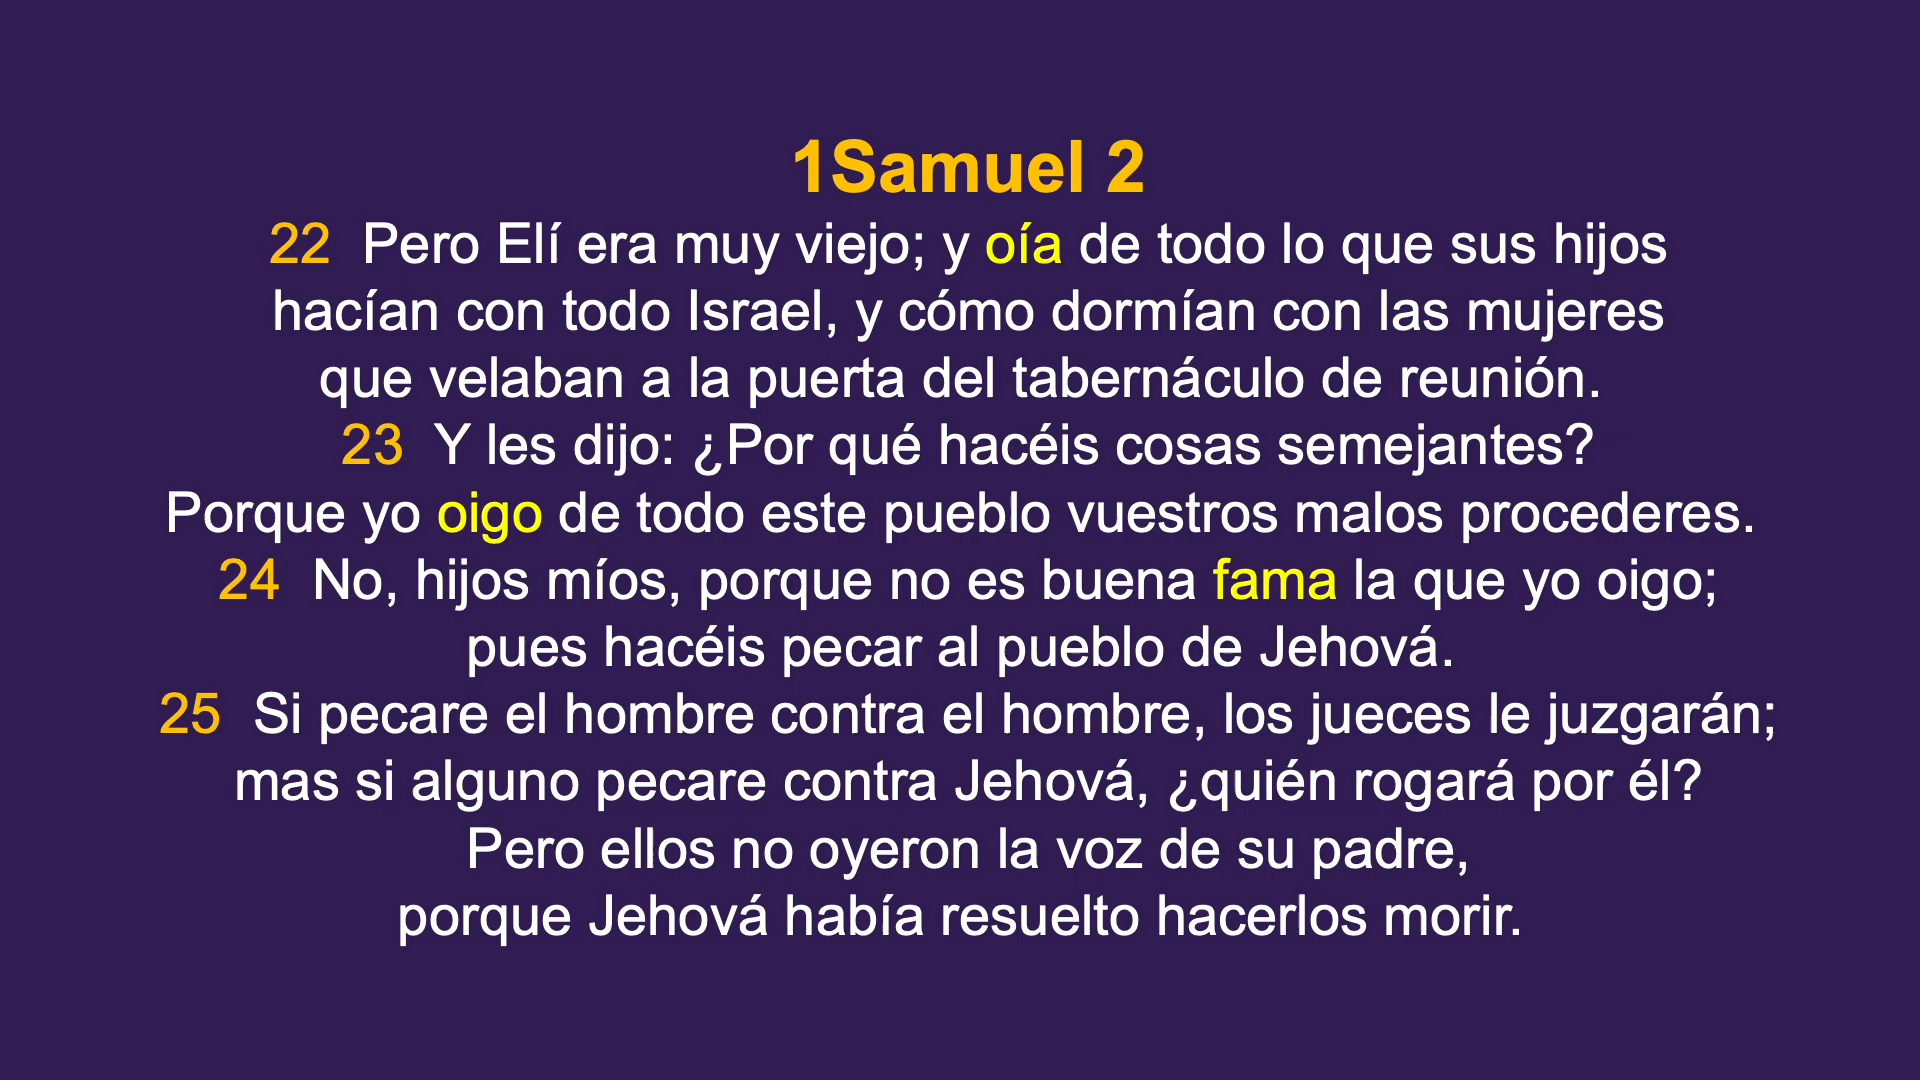 1Samuel 2
22 Pero Elí era muy viejo; y oía de todo lo que sus hijos
hacían con todo Israel, y cómo dormían con las mujeres
que velaban a la puerta del tabernáculo de reunión.
23 Y les dijo: ¿Por qué hacéis cosas semejantes?
Porque yo oigo de todo este pueblo vuestros malos procederes.
24 No, hijos míos, porque no es buena fama la que yo oigo;
pues hacéis pecar al pueblo de Jehová.
25 Si pecare el hombre contra el hombre, los jueces le juzgarán;
mas si alguno pecare contra Jehová, ¿quién rogará por él?
Pero ellos no oyeron la voz de su padre,
porque Jehová había resuelto hacerlos morir.